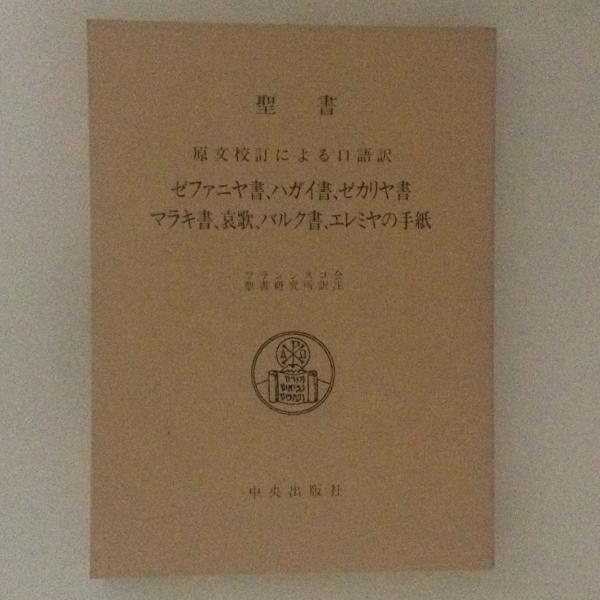 聖書
原文校訂による口語訳
ゼファニヤ書、ハガイ書、ゼカリヤ書
マラキ書、哀歌、バルク書、エレミヤの手紙
フランシスコ会
聖書研究所訳注
Α Ρ Ω
תורה
נביאים
וכתובים
中央出版社